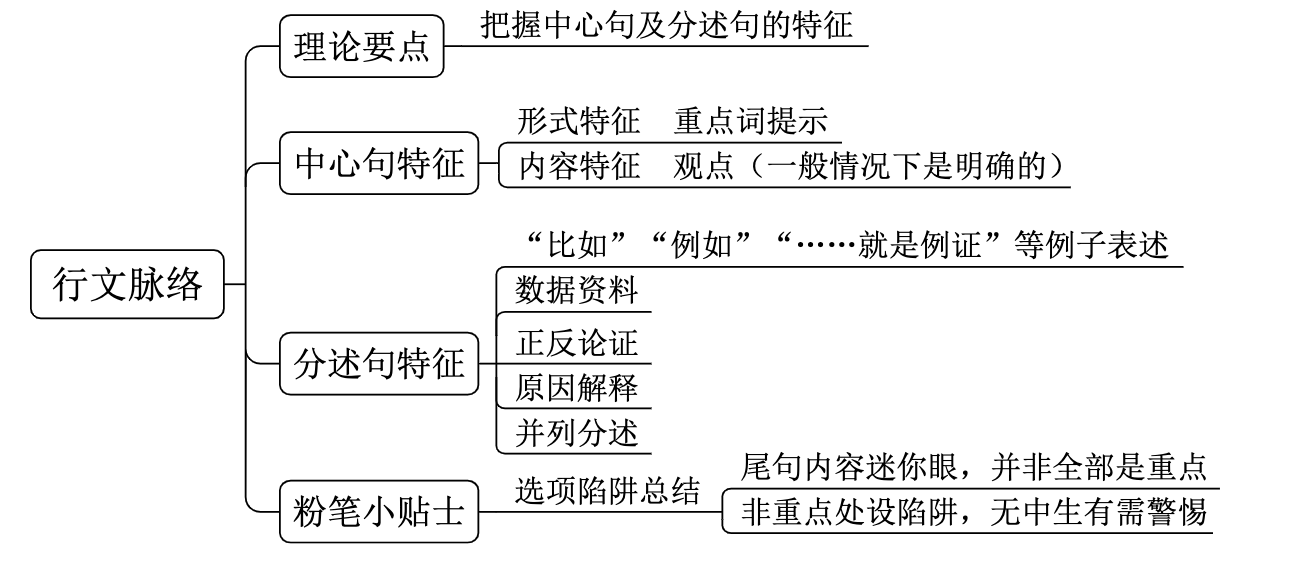 理论要点
把握中心句及分述句的特征
形式特征 重点词提示
中心句特征
内容特征 观点（一般情况下是明确的）
行文脉络
“比如”“例如”“……就是例证”等例子表述
数据资料
正反论证
分述句特征
原因解释
并列分述
粉笔小贴士
选项陷阱总结
尾句内容迷你眼，并非全部是重点
非重点处设陷阱，无中生有需警惕